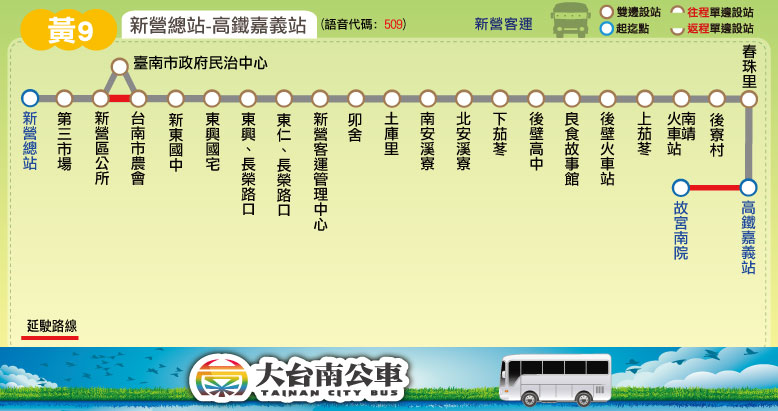 黃9
新營總站-高鐵嘉義站
(語音代碼: 509)
新營客運
雙邊設站
往程單邊設站
起迄點
返程單邊設站
臺南市政府民治中心
新營總站
第三市場
新營區公所
台南市農會
新東國中
東興國宅
東興、長榮路口
東仁、長榮路口
新營客運管理中心
卯舍
土庫里
南安溪寮
北安溪寮
下茄苳
後壁高中
良食故事館
後壁火車站
上茄苳
南靖
火車站
後寮村
春珠里
高鐵嘉義站
故宮南院
延駛路線
大台南公車
TAINAN CITY BUS